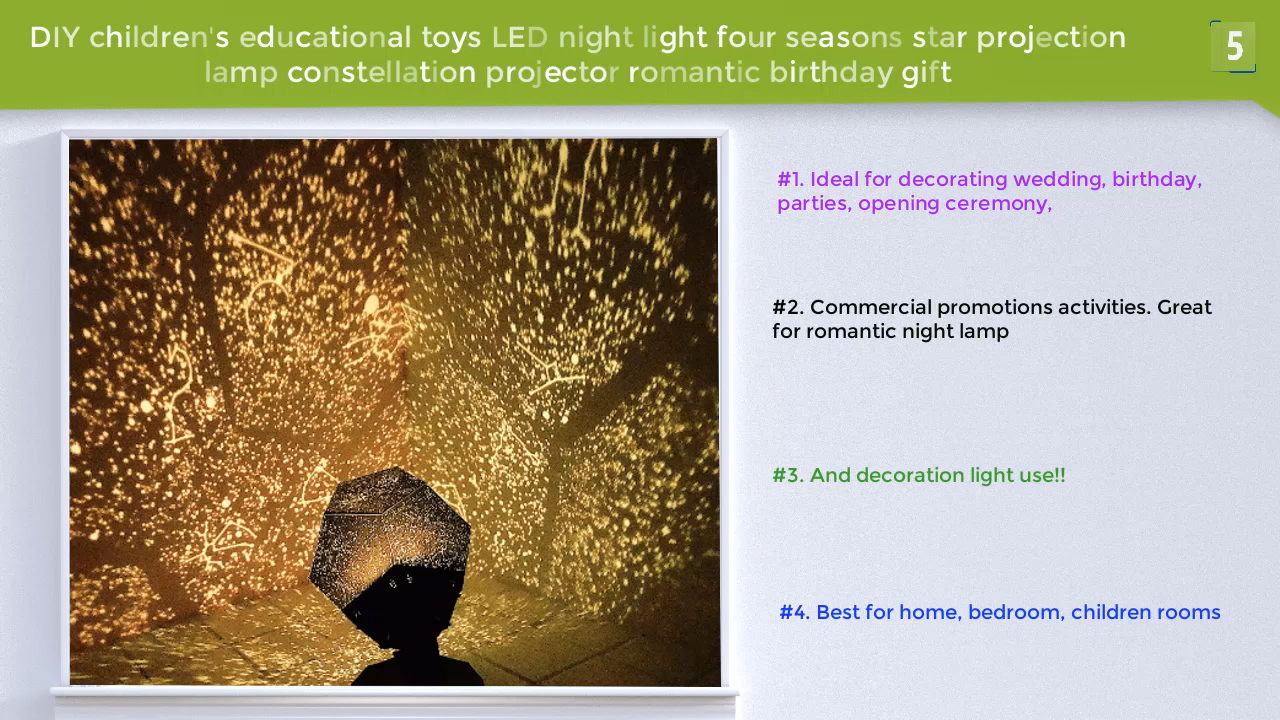 DIY children's educational toys LED night light four seasons star projection
lamp constellation projector romantic birthday gift
5
#1. Ideal for decorating wedding, birthday,
parties, opening ceremony,
#2. Commercial promotions activities. Great
for romantic night lamp
#3. And decoration light use!!
#4. Best for home, bedroom, children rooms